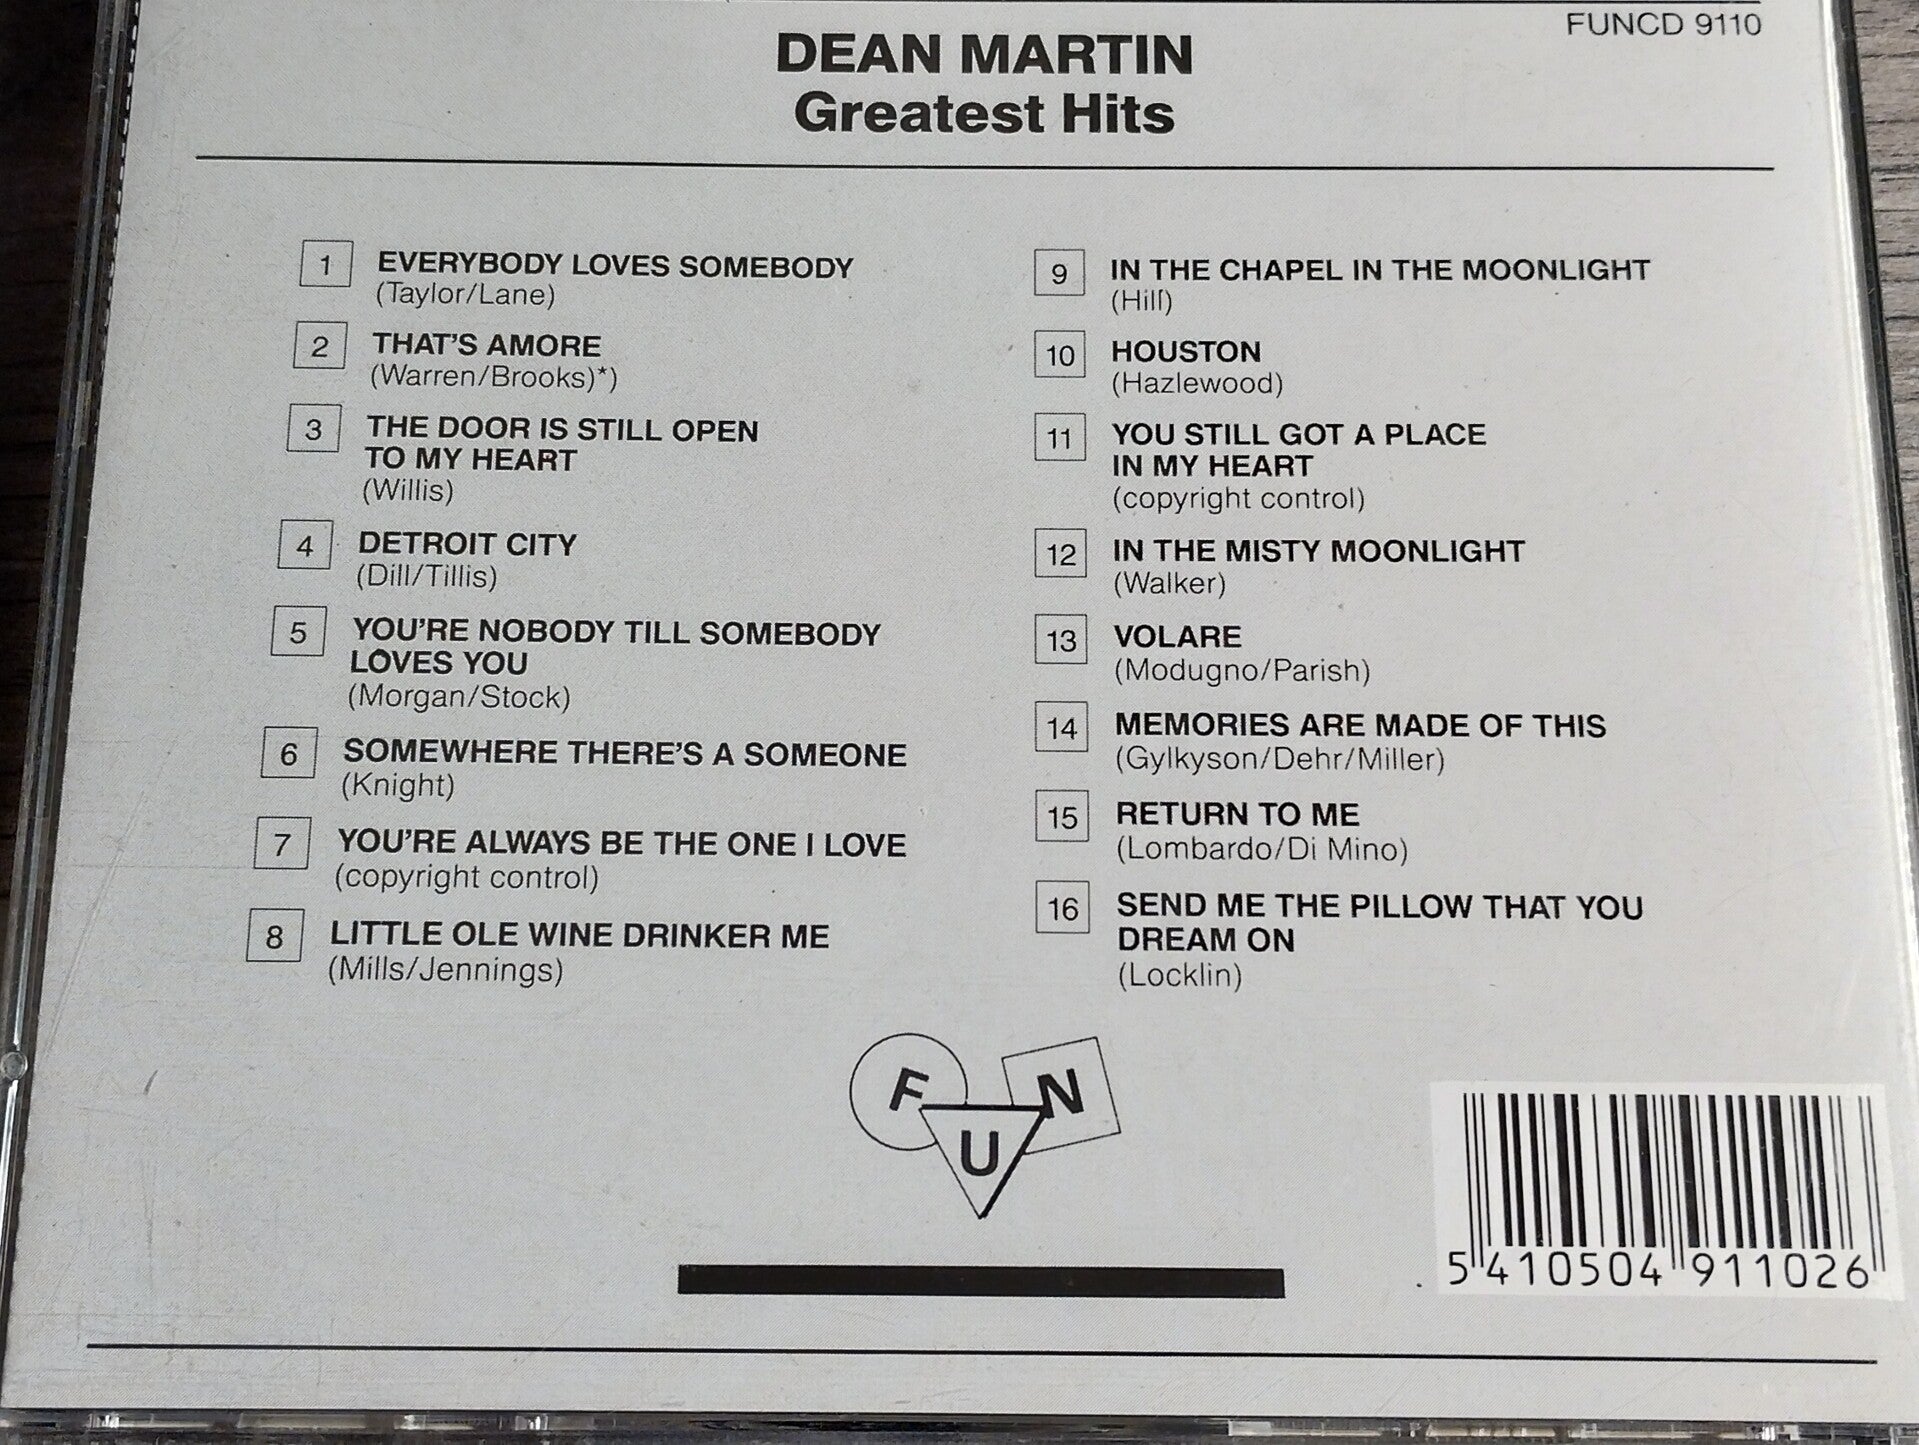 FUNCD 9110
DEAN MARTIN
Greatest Hits
1 EVERYBODY LOVES SOMEBODY
(Taylor/Lane)
2 THAT'S AMORE
(Warren/Brooks)*)
3 THE DOOR IS STILL OPEN
TO MY HEART
(Willis)
4 DETROIT CITY
(Dill/Tillis)
5 YOU'RE NOBODY TILL SOMEBODY
LOVES YOU
(Morgan/Stock)
6 SOMEWHERE THERE'S A SOMEONE
(Knight)
7 YOU'RE ALWAYS BE THE ONE I LOVE
(copyright control)
8 LITTLE OLE WINE DRINKER ME
(Mills/Jennings)
9 IN THE CHAPEL IN THE MOONLIGHT
(Hill)
10 HOUSTON
(Hazlewood)
11 YOU STILL GOT A PLACE
IN MY HEART
(copyright control)
12 IN THE MISTY MOONLIGHT
(Walker)
13 VOLARE
(Modugno/Parish)
14 MEMORIES ARE MADE OF THIS
(Gylkyson/Dehr/Miller)
15 RETURN TO ME
(Lombardo/Di Mino)
16 SEND ME THE PILLOW THAT YOU
DREAM ON
(Locklin)
FUN
5 410504 911026